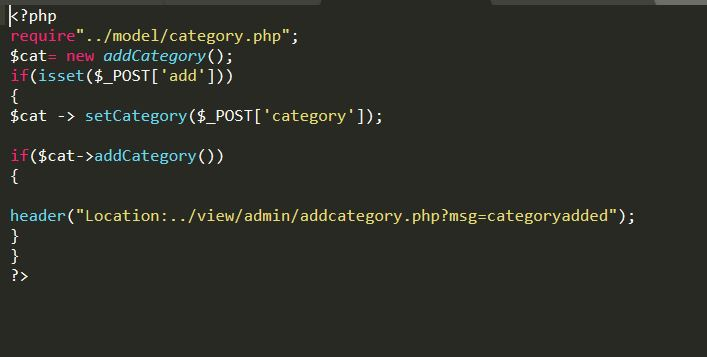 <?php
require"../model/category.php";
$cat= new addCategory();
if(isset($_POST['add']))
{
$cat -> setCategory($_POST['category']);
if($cat->addCategory())
{
header("Location:../view/admin/addcategory.php?msg=categoryadded");
}
}
?>